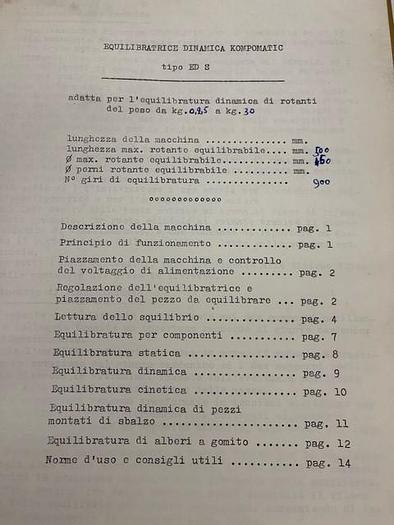 EQUILIBRATRICE DINAMICA KOMPOMATIC
tipo ED S
adatta per l'equilibratura dinamica di rotanti
del peso da kg. 0,25 a kg. 30
lunghezza della macchina ............... mm.
lunghezza max. rotante equilibrabile.... mm. 500
Ø max. rotante equilibrabile............ mm.
Ø perni rotante equilibrabile .......... mm.
N° giri di equilibratura ............... 900
ooooooooooooo
Descrizione della macchina ............. pag. 1
Principio di funzionamento ............. pag. 1
Piazzamento della macchina e controllo
del voltaggio di alimentazione ......... pag. 2
Regolazione dell'equilibratrice e
piazzamento del pezzo da equilibrare ... pag. 2
Lettura dello squilibrio ............... pag. 4
Equilibratura per componenti ........... pag. 7
Equilibratura statica .................. pag. 8
Equilibratura dinamica ................. pag. 9
Equilibratura cinetica ................. pag. 10
Equilibratura dinamica di pezzi
montati di sbalzo ...................... pag. 11
Equilibratura di alberi a gomito ....... pag. 12
Norme d'uso e consigli utili ........... pag. 14